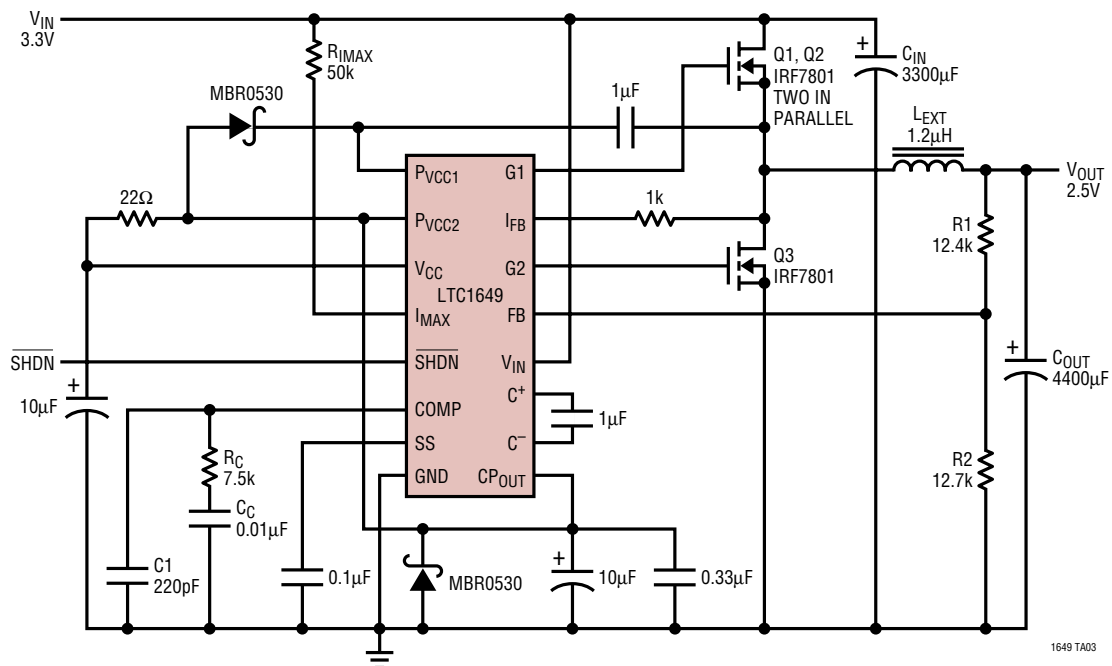 VIN
3.3V
RIMAX
50k
MBR0530
1µF
Q1, Q2
IRF7801
TWO IN
PARALLEL
+
CIN
3300µF
LEXT
1.2µH
VOUT
2.5V
22Ω
PVCC1
G1
PVCC2
IFB
1k
VCC
G2
LTC1649
IMAX
FB
Q3
IRF7801
R1
12.4k
SHDN
SHDN
VIN
+
10µF
COMP
C+
1µF
SS
C–
GND
CPOUT
+
COUT
4400µF
R2
12.7k
RC
7.5k
CC
0.01µF
C1
220pF
0.1µF
MBR0530
+
10µF
0.33µF
1649 TA03